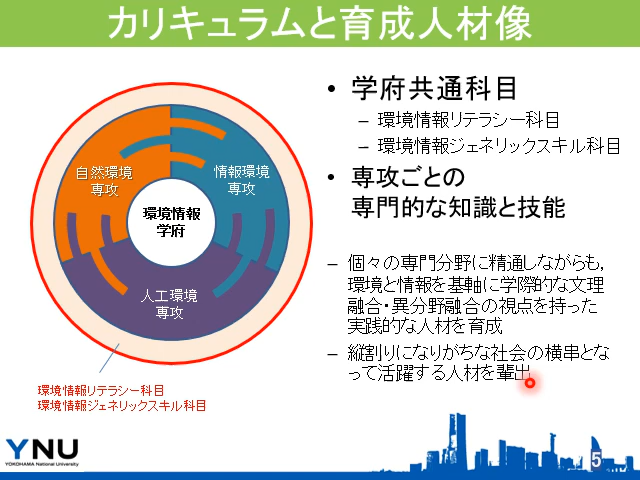 カリキュラムと育成人材像
• 学府共通科目
– 環境情報リテラシー科目
– 環境情報ジェネリックスキル科目
• 専攻ごとの
専門的な知識と技能
– 個々の専門分野に精通しながらも,
環境と情報を基軸に学際的な文理
融合・異分野融合の視点を持った
実践的な人材を育成
– 縦割りになりがちな社会の横串とな
って活躍する人材を輩出
自然環境
専攻
情報環境
専攻
環境情報
学府
人工環境
専攻
環境情報リテラシー科目
環境情報ジェネリックスキル科目
YNU
YOKOHAMA National University
5